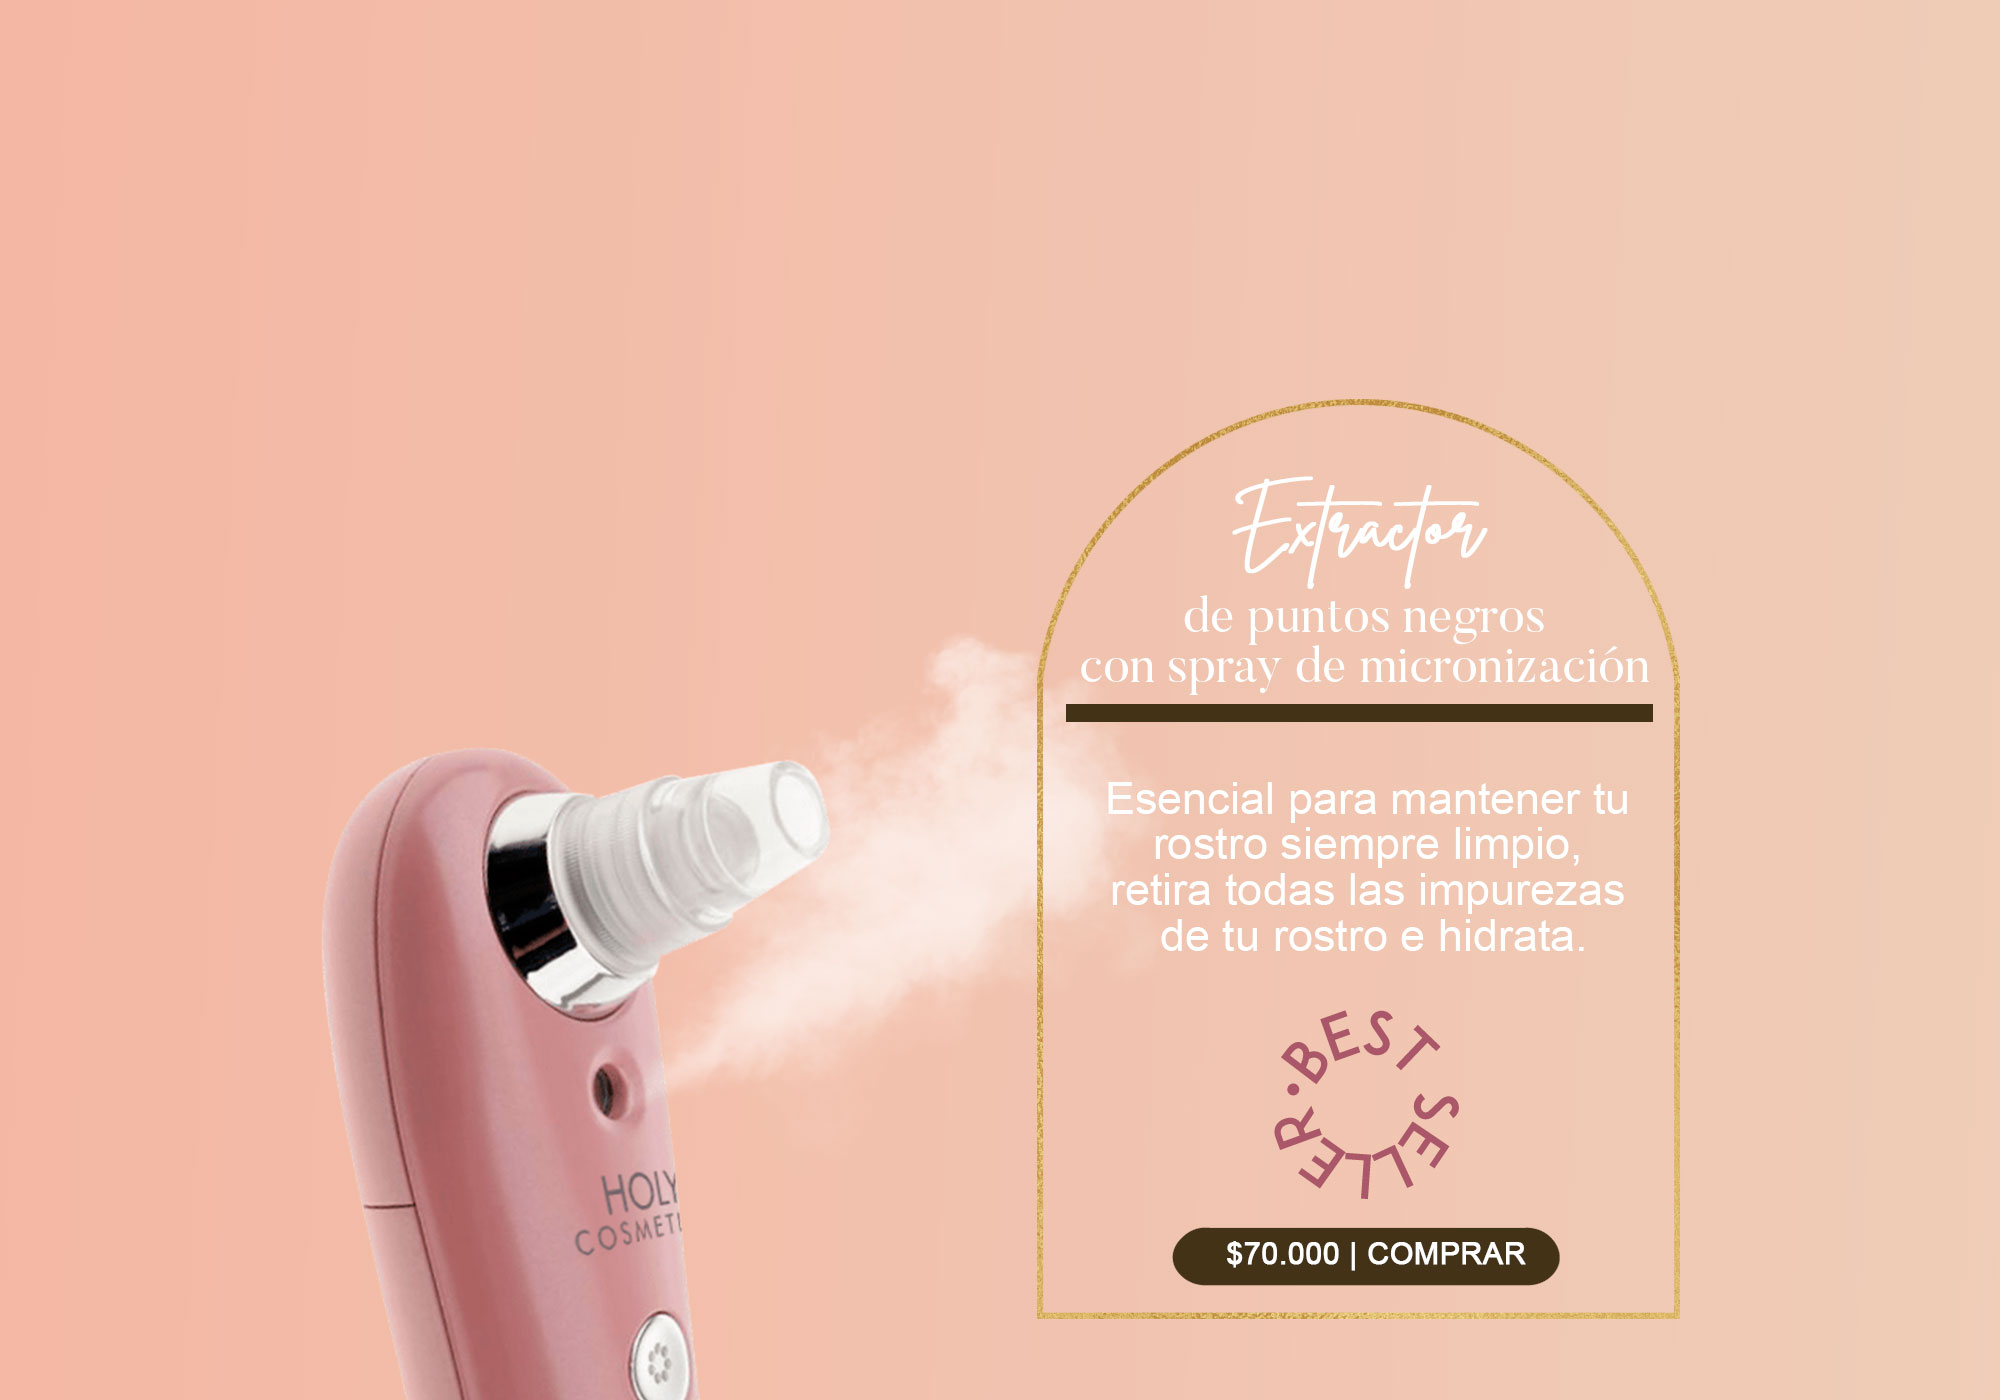 Extractor
de puntos negros
con spray de micronización
Esencial para mantener tu
rostro siempre limpio,
retira todas las impurezas
de tu rostro e hidrata.
BEST SELLER·
$70.000 | COMPRAR
HOLY
COSMETI